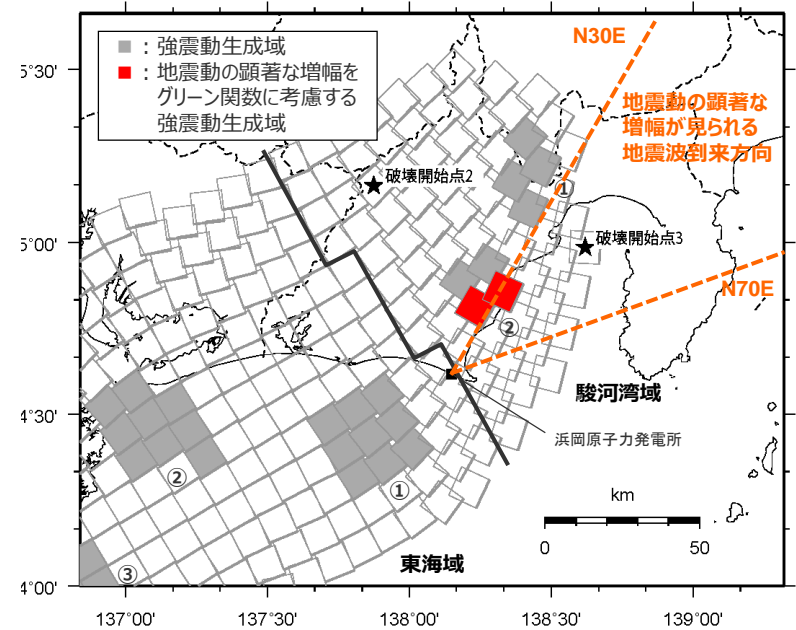 ：強震動生成域
：地震動の顕著な増幅を
グリーン関数に考慮する
強震動生成域
N30E
地震動の顕著な
増幅が見られる
地震波到来方向
破壊開始点2
①
破壊開始点3
N70E
②
駿河湾域
浜岡原子力発電所
②
①
km
0 50
東海域
③
5°30'
5°00'
4°30'
4°00'
137°00' 137°30' 138°00' 138°30' 139°00'